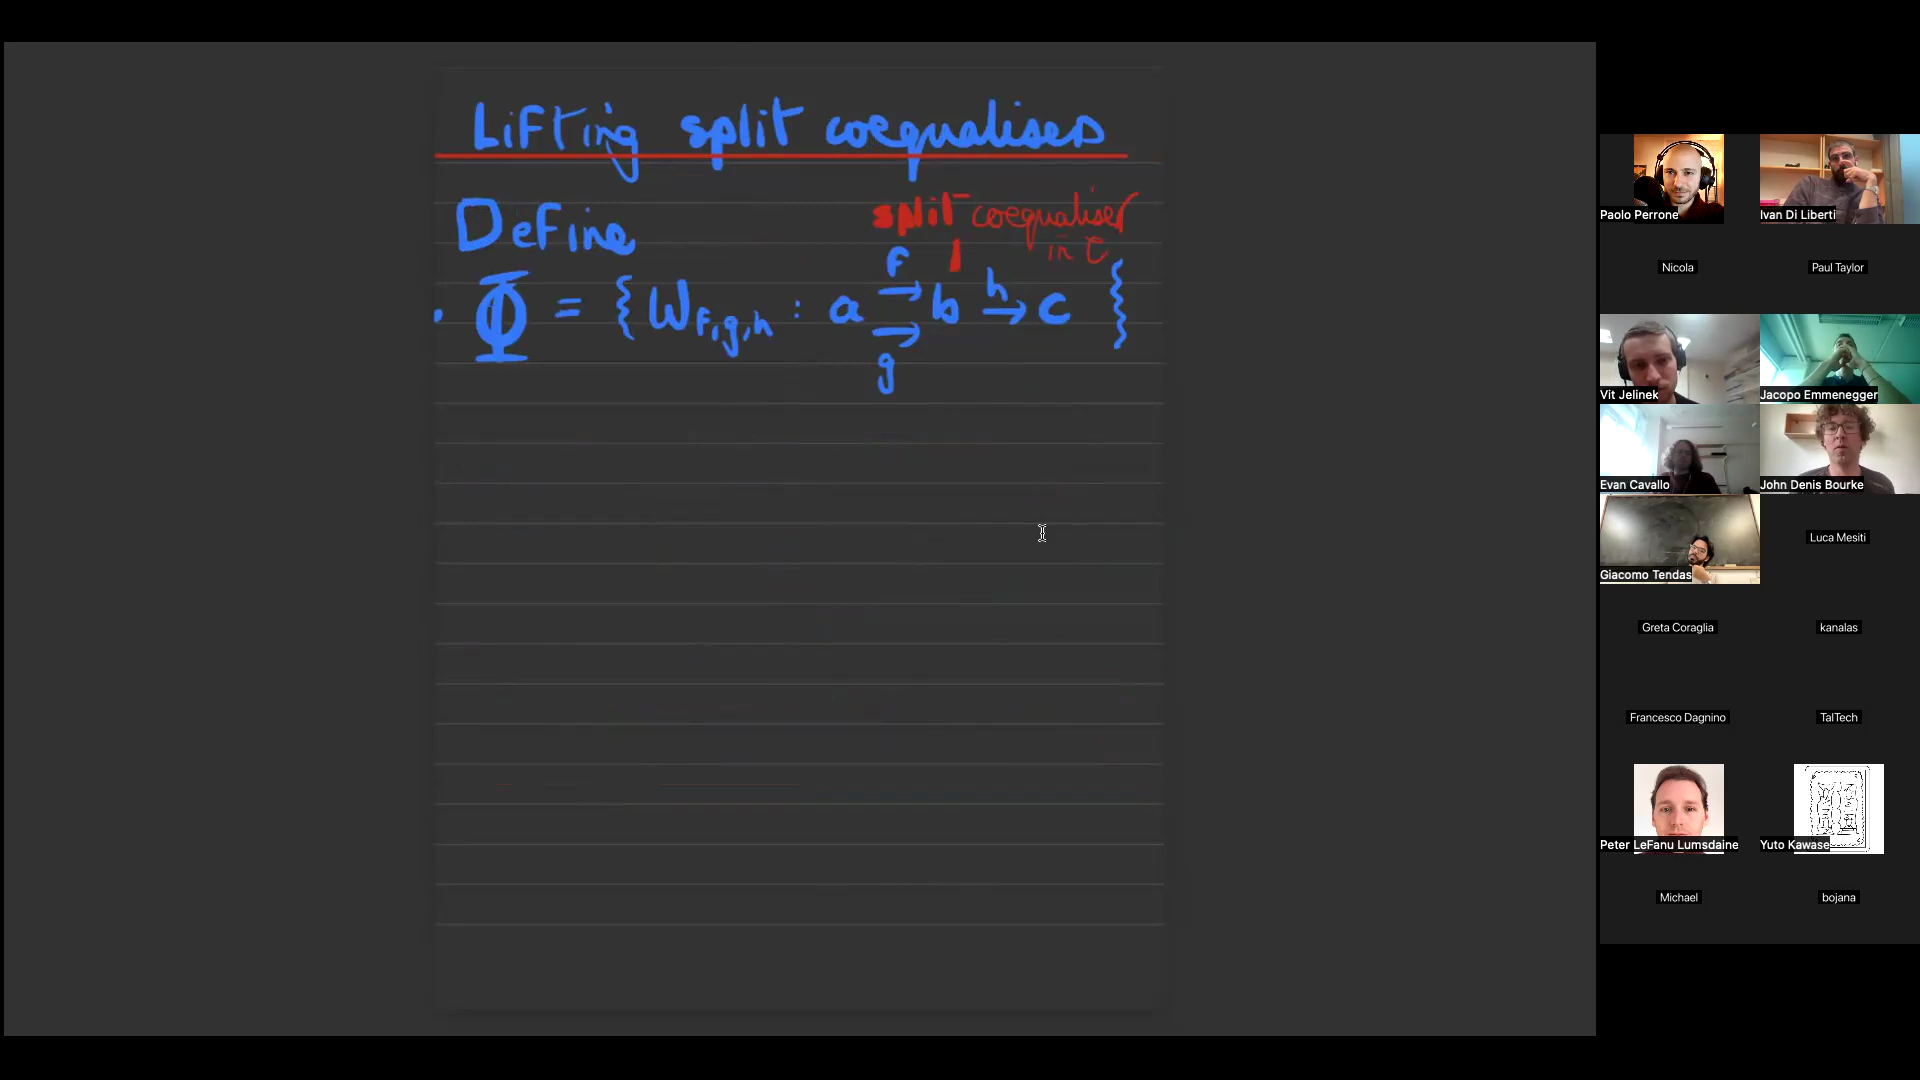 Lifting split coequalises
Define
split coequaliser
in C
f
· Φ = { W_{f,g,h} : a ⇉ b → c }
h
g
Paolo Perrone
Ivan Di Liberti
Nicola
Paul Taylor
Vit Jelinek
Jacopo Emmenegger
Evan Cavallo
John Denis Bourke
Giacomo Tendas
Luca Mesiti
Greta Coraglia
kanalas
Francesco Dagnino
TalTech
Peter LeFanu Lumsdaine
Yuto Kawase
Michael
bojana